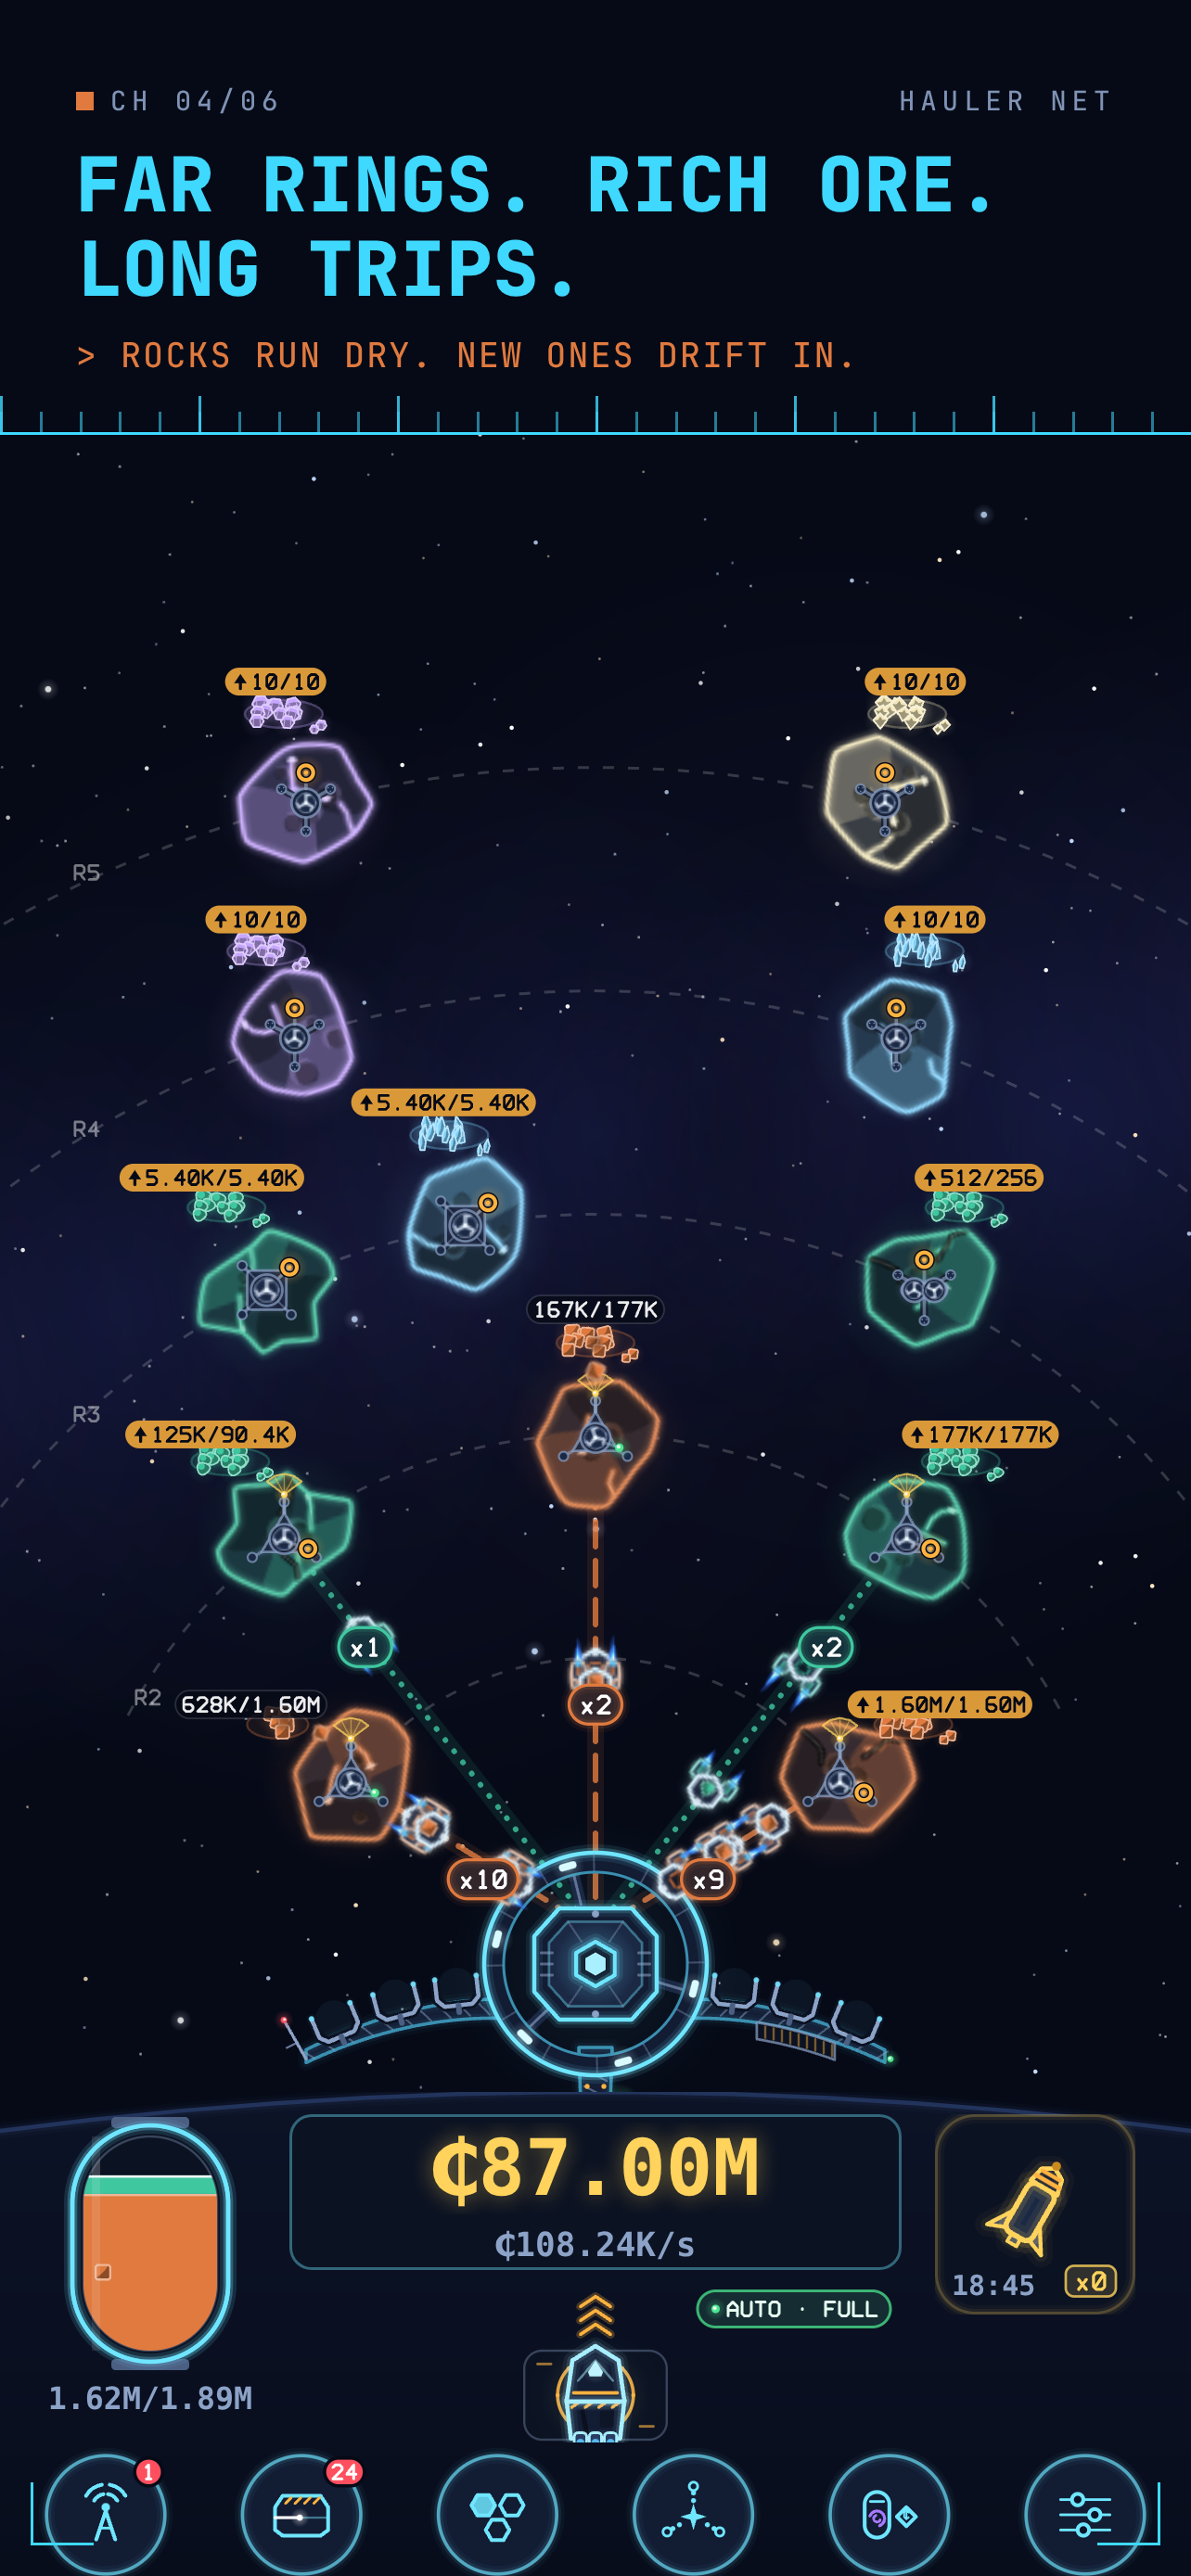 CH 04/06
HAULER NET
FAR RINGS. RICH ORE.
LONG TRIPS.
> ROCKS RUN DRY. NEW ONES DRIFT IN.
10/10
10/10
R5
10/10
10/10
5.40K/5.40K
R4
5.40K/5.40K
512/256
167K/177K
R3
125K/90.4K
177K/177K
x1
x2
R2
628K/1.60M
x2
1.60M/1.60M
x10
x9
₵87.00M
₵108.24K/s
18:45
x0
AUTO · FULL
1.62M/1.89M
1
24